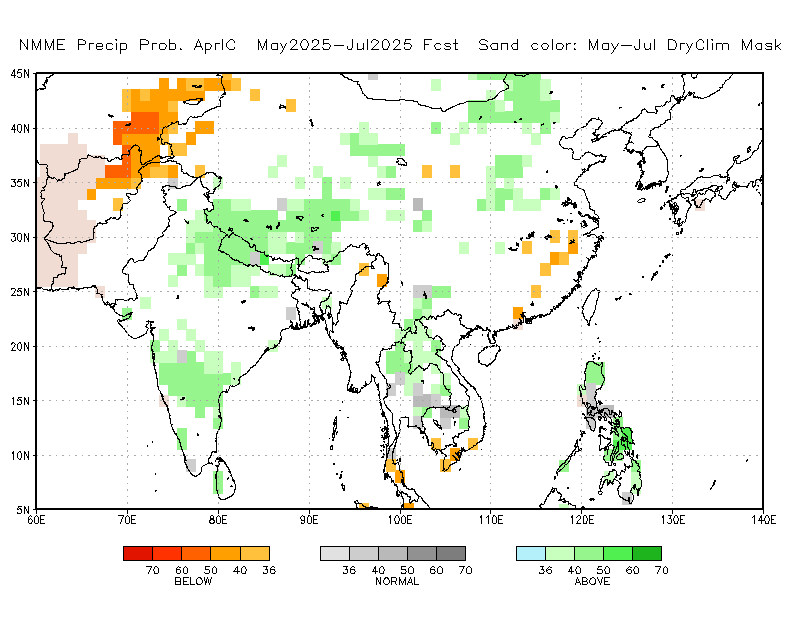 NMME Precip Prob. AprIC  May2025-Jul2025 Fcst  Sand color: May-Jul DryClim Mask
45N
40N
35N
30N
25N
20N
15N
10N
5N
60E 70E 80E 90E 100E 110E 120E 130E 140E
70 60 50 40 36
BELOW
36 40 50 60 70
NORMAL
36 40 50 60 70
ABOVE